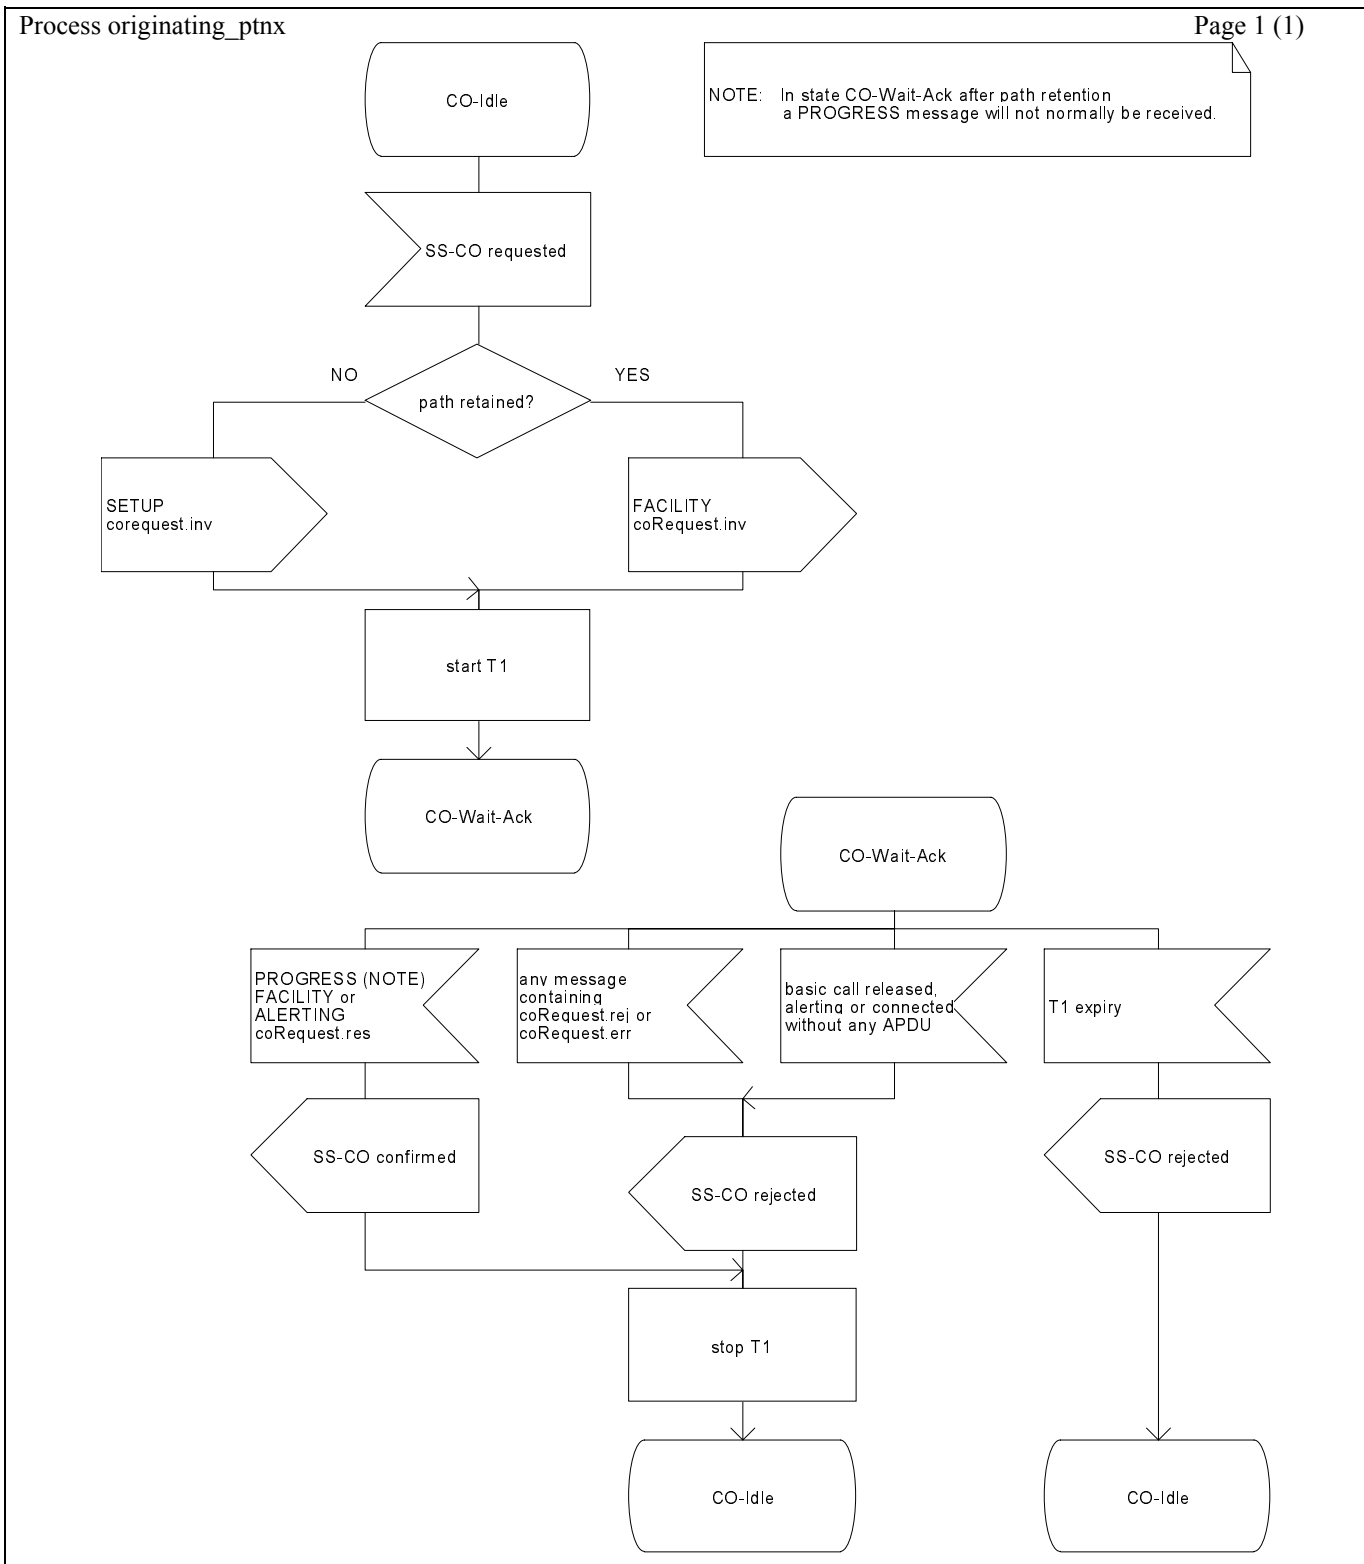 Process originating_ptnx
Page 1 (1)
CO-Idle
NOTE: In state CO-Wait-Ack after path retention
a PROGRESS message will not normally be received.
SS-CO requested
NO
YES
path retained?
SETUP
corequest.inv
FACILITY
coRequest.inv
start T1
CO-Wait-Ack
CO-Wait-Ack
PROGRESS (NOTE)
FACILITY or
ALERTING
coRequest.res
any message
containing
coRequest.rej or
coRequest.err
basic call released,
alerting or connected
without any APDU
T1 expiry
SS-CO confirmed
SS-CO rejected
SS-CO rejected
stop T1
CO-Idle
CO-Idle